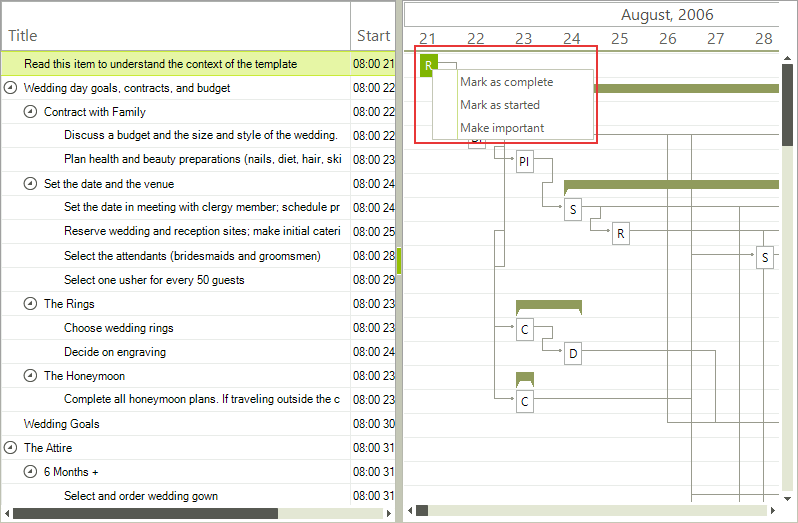 Title
Start
August, 2006
21 22 23 24 25 26 27 28
Read this item to understand the context of the template 08:00 21
R
Mark as complete
Mark as started
Make important
Wedding day goals, contracts, and budget 08:00 22
Contract with Family 08:00 22
Discuss a budget and the size and style of the wedding. 08:00 22
Plan health and beauty preparations (nails, diet, hair, ski 08:00 23
Pl
Set the date and the venue 08:00 24
Set the date in meeting with clergy member; schedule pr 08:00 24
S
Reserve wedding and reception sites; make initial cateri 08:00 25
R
Select the attendants (bridesmaids and groomsmen) 08:00 28
S
Select one usher for every 50 guests 08:00 29
The Rings 08:00 23
Choose wedding rings 08:00 23
C
Decide on engraving 08:00 24
D
The Honeymoon 08:00 23
Complete all honeymoon plans. If traveling outside the c 08:00 23
C
Wedding Goals 08:00 30
The Attire 08:00 31
6 Months + 08:00 31
Select and order wedding gown 08:00 31